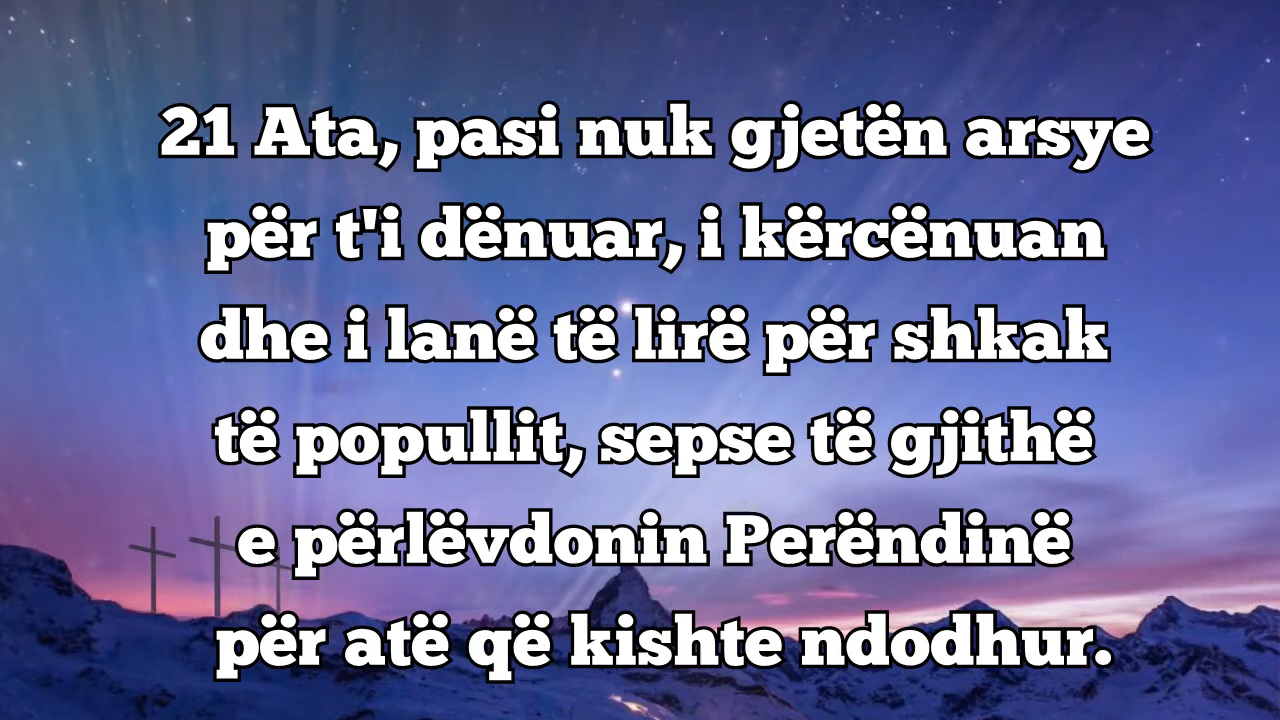 21 Ata, pasi nuk gjetën arsye
për t'i dënuar, i kërcënuan
dhe i lanë të lirë për shkak
të popullit, sepse të gjithë
e përlëvdonin Perëndinë
për atë që kishte ndodhur.